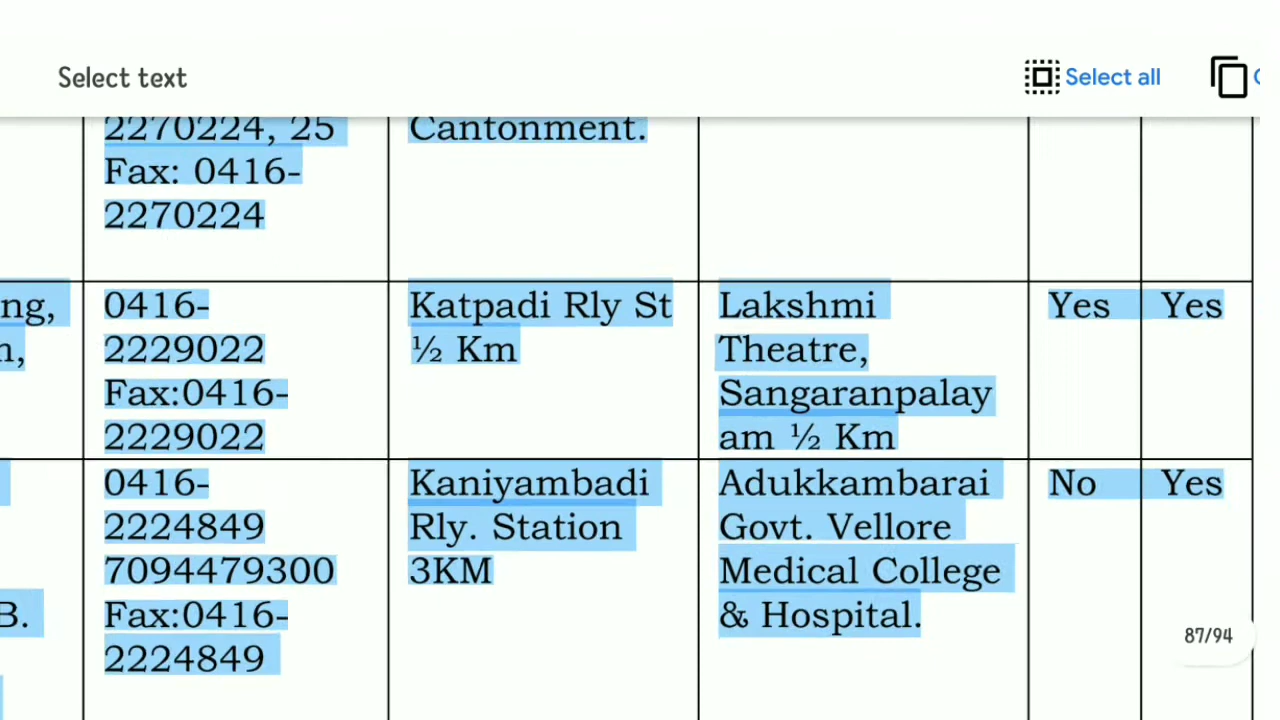 Select text
Select all
2270224, 25
Fax: 0416-
2270224
Cantonment.
ng,
n,
0416-
2229022
Fax:0416-
2229022
Katpadi Rly St
½ Km
Lakshmi
Theatre,
Sangaranpalay
am ½ Km
Yes
Yes
B.
0416-
2224849
7094479300
Fax:0416-
2224849
Kaniyambadi
Rly. Station
3KM
Adukkambarai
Govt. Vellore
Medical College
& Hospital.
No
Yes
87/94